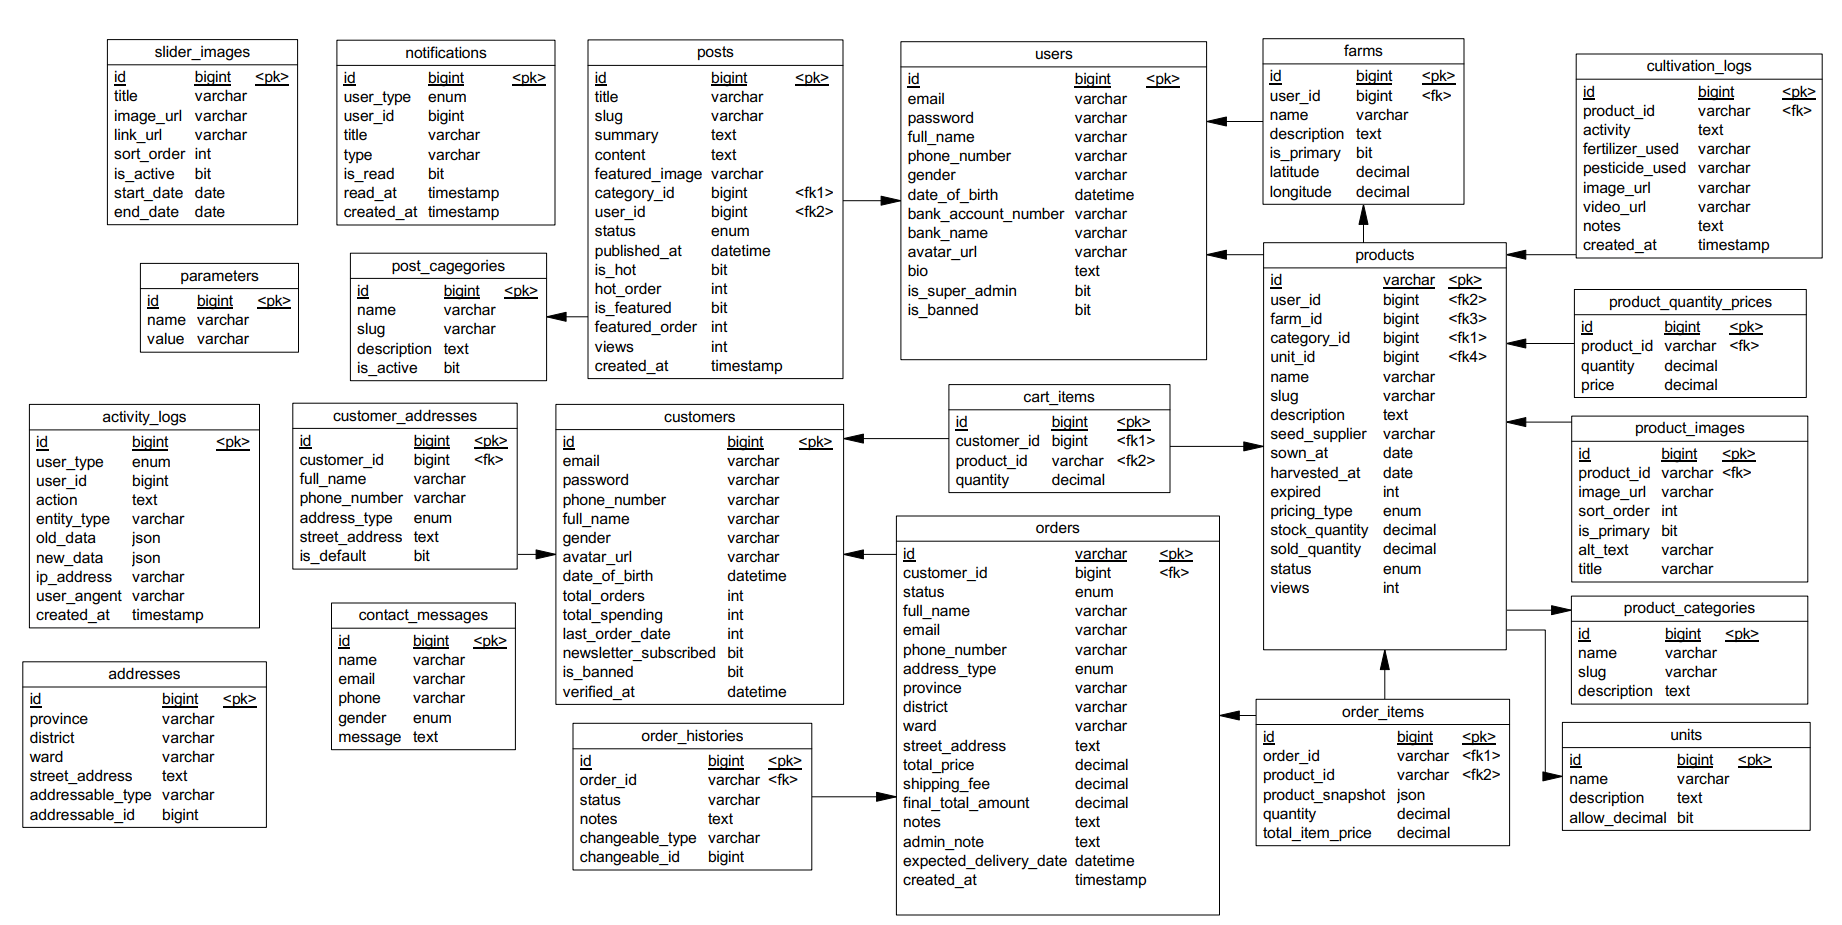 slider_images
id bigint <pk>
title varchar
image_url varchar
link_url varchar
sort_order int
is_active bit
start_date date
end_date date
notifications
id bigint <pk>
user_type enum
user_id bigint
title varchar
type varchar
is_read bit
read_at timestamp
created_at timestamp
posts
id bigint <pk>
title varchar
slug varchar
summary text
content text
featured_image varchar
category_id bigint <fk1>
user_id bigint <fk2>
status enum
published_at datetime
is_hot bit
hot_order int
is_featured bit
featured_order int
views int
created_at timestamp
users
id bigint <pk>
email varchar
password varchar
full_name varchar
phone_number varchar
gender varchar
date_of_birth datetime
bank_account_number varchar
bank_name varchar
avatar_url varchar
bio text
is_super_admin bit
is_banned bit
farms
id bigint <pk>
user_id bigint <fk>
name varchar
description text
is_primary bit
latitude decimal
longitude decimal
cultivation_logs
id bigint <pk>
product_id varchar <fk>
activity text
fertilizer_used varchar
pesticide_used varchar
image_url varchar
video_url varchar
notes text
created_at timestamp
parameters
id bigint <pk>
name varchar
value varchar
post_cagegories
id bigint <pk>
name varchar
slug varchar
description text
is_active bit
products
id varchar <pk>
user_id bigint <fk2>
farm_id bigint <fk3>
category_id bigint <fk1>
unit_id bigint <fk4>
name varchar
slug varchar
description text
seed_supplier varchar
sown_at date
harvested_at date
expired int
pricing_type enum
stock_quantity decimal
sold_quantity decimal
status enum
views int
product_quantity_prices
id bigint <pk>
product_id varchar <fk>
quantity decimal
price decimal
activity_logs
id bigint <pk>
user_type enum
user_id bigint
action text
entity_type varchar
old_data json
new_data json
ip_address varchar
user_angent varchar
created_at timestamp
customer_addresses
id bigint <pk>
customer_id bigint <fk>
full_name varchar
phone_number varchar
address_type enum
street_address text
is_default bit
customers
id bigint <pk>
email varchar
password varchar
phone_number varchar
full_name varchar
gender varchar
avatar_url varchar
date_of_birth datetime
total_orders int
total_spending int
last_order_date int
newsletter_subscribed bit
is_banned bit
verified_at datetime
cart_items
id bigint <pk>
customer_id bigint <fk1>
product_id varchar <fk2>
quantity decimal
product_images
id bigint <pk>
product_id varchar <fk>
image_url varchar
sort_order int
is_primary bit
alt_text varchar
title varchar
orders
id varchar <pk>
customer_id bigint <fk>
status enum
full_name varchar
email varchar
phone_number varchar
address_type enum
province varchar
district varchar
ward varchar
street_address text
total_price decimal
shipping_fee decimal
final_total_amount decimal
notes text
admin_note text
expected_delivery_date datetime
created_at timestamp
contact_messages
id bigint <pk>
name varchar
email varchar
phone varchar
gender enum
message text
product_categories
id bigint <pk>
name varchar
slug varchar
description text
addresses
id bigint <pk>
province varchar
district varchar
ward varchar
street_address text
addressable_type varchar
addressable_id bigint
order_histories
id bigint <pk>
order_id varchar <fk>
status varchar
notes text
changeable_type varchar
changeable_id bigint
order_items
id bigint <pk>
order_id varchar <fk1>
product_id varchar <fk2>
product_snapshot json
quantity decimal
total_item_price decimal
units
id bigint <pk>
name varchar
description text
allow_decimal bit